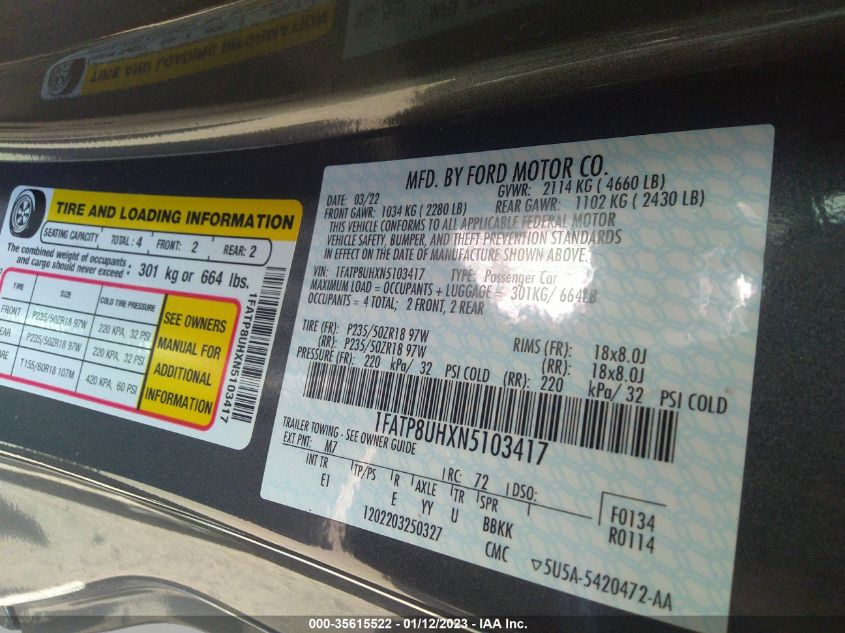 TIRE AND LOADING INFORMATION
SEATING CAPACITY TOTAL: 4 FRONT: 2 REAR: 2
The combined weight of occupants and cargo should never exceed: 301 kg or 664 lbs.
TIRE SIZE COLD TIRE PRESSURE
FRONT P235/50ZR18 97W 220 KPA, 32 PSI
P235/50ZR18 97W 220 KPA, 32 PSI
T155/60R18 107M 420 KPA, 60 PSI
SEE OWNERS
MANUAL FOR
ADDITIONAL
INFORMATION
1FATP8UHXN5103417
MFD. BY FORD MOTOR CO.
DATE: 03/22 GVWR: 2114 KG ( 4660 LB)
FRONT GAWR: 1034 KG ( 2280 LB) REAR GAWR: 1102 KG ( 2430 LB)
THIS VEHICLE CONFORMS TO ALL APPLICABLE FEDERAL MOTOR
VEHICLE SAFETY, BUMPER, AND THEFT PREVENTION STANDARDS
IN EFFECT ON THE DATE OF MANUFACTURE SHOWN ABOVE.
VIN: 1FATP8UHXN5103417 TYPE: Passenger Car
MAXIMUM LOAD = OCCUPANTS + LUGGAGE = 301KG/ 664LB
OCCUPANTS = 4 TOTAL; 2 FRONT, 2 REAR
TIRE (FR): P235/50ZR18 97W RIMS (FR): 18x8.0J
(RR): P235/50ZR18 97W (RR): 18x8.0J
PRESSURE (FR): 220 kPa/ 32 PSI COLD (RR): 220 kPa/ 32 PSI COLD
1FATP8UHXN5103417
TRAILER TOWING - SEE OWNER GUIDE
EXT PNT: M7 RC: 72 DSO:
INT TR TP/PS R AXLE TR SPR
EI E YY U BBKK
F0134
R0114
1202203250327 CMC ▽5U5A-5420472-AA
000-35615522 - 01/12/2023 - IAA Inc.